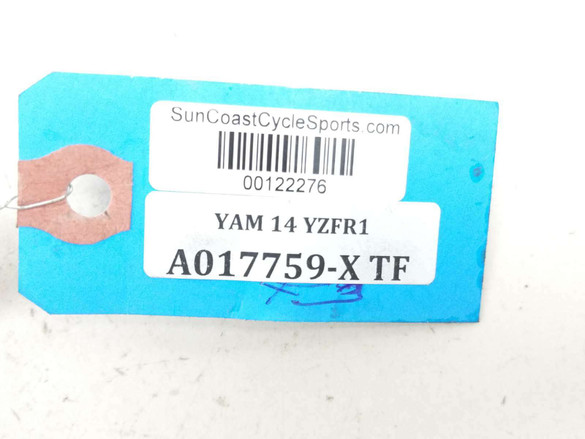 SunCoastCycleSports.com
00122276
YAM 14 YZFR1
A017759-X TF